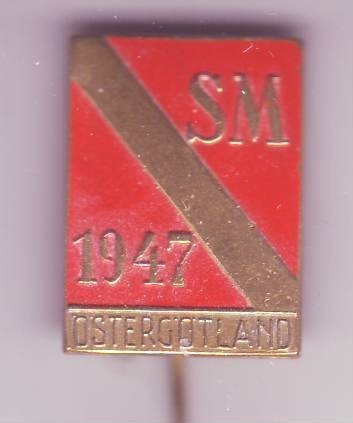 SM
1947
ÖSTERGÖTLAND